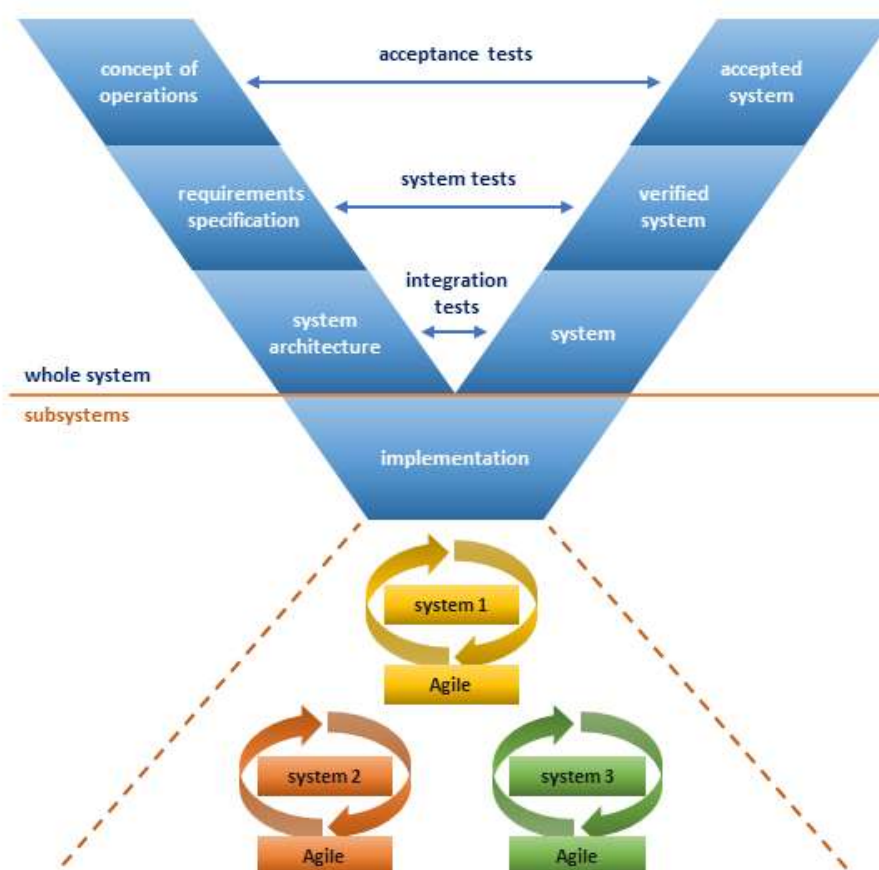 acceptance tests
concept of
operations
accepted
system
system tests
requirements
specification
verified
system
integration
tests
system
architecture
system
whole system
subsystems
implementation
system 1
Agile
system 2
Agile
system 3
Agile